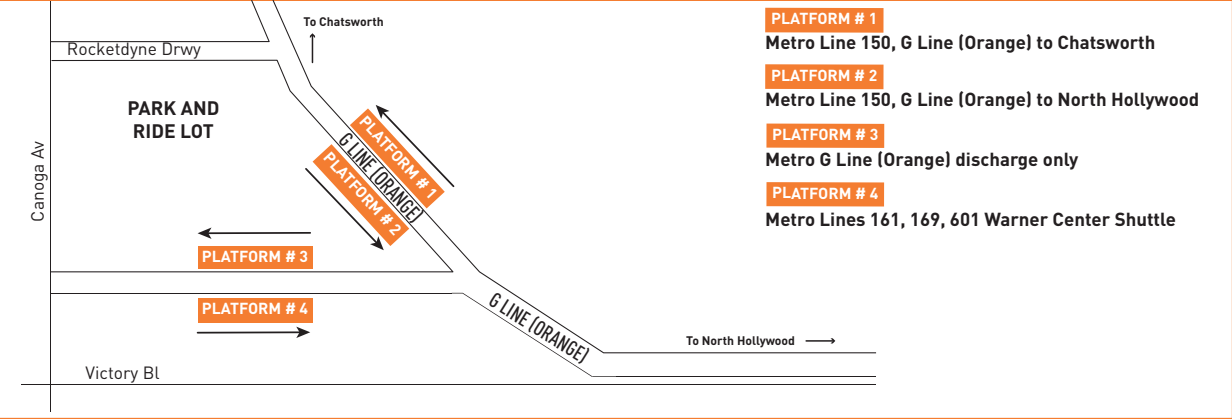 To Chatsworth
Rocketdyne Drwy
PARK AND
RIDE LOT
Canoga Av
PLATFORM # 1
G LINE (ORANGE)
PLATFORM # 2
PLATFORM # 3
PLATFORM # 4
G LINE (ORANGE)
To North Hollywood
Victory Bl
PLATFORM # 1
Metro Line 150, G Line (Orange) to Chatsworth
PLATFORM # 2
Metro Line 150, G Line (Orange) to North Hollywood
PLATFORM # 3
Metro G Line (Orange) discharge only
PLATFORM # 4
Metro Lines 161, 169, 601 Warner Center Shuttle